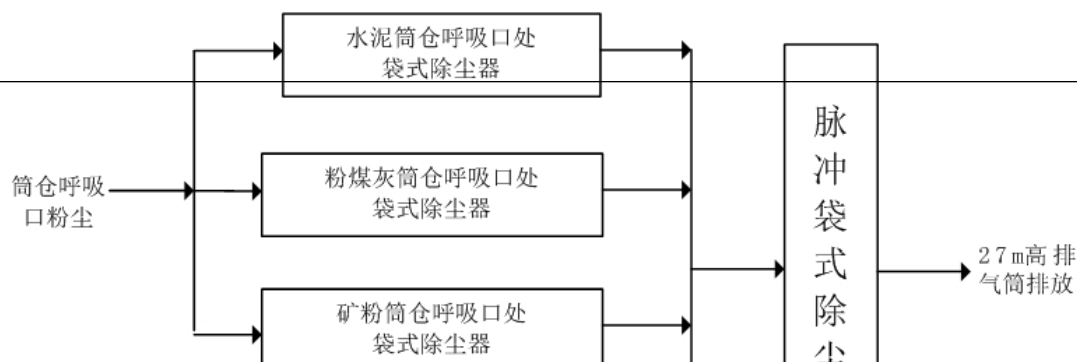 水泥筒仓呼吸口处
袋式除尘器
筒仓呼吸
口粉尘
粉煤灰筒仓呼吸口处
袋式除尘器
矿粉筒仓呼吸口处
袋式除尘器
脉
冲
袋
式
除
尘
27m高排
气筒排放